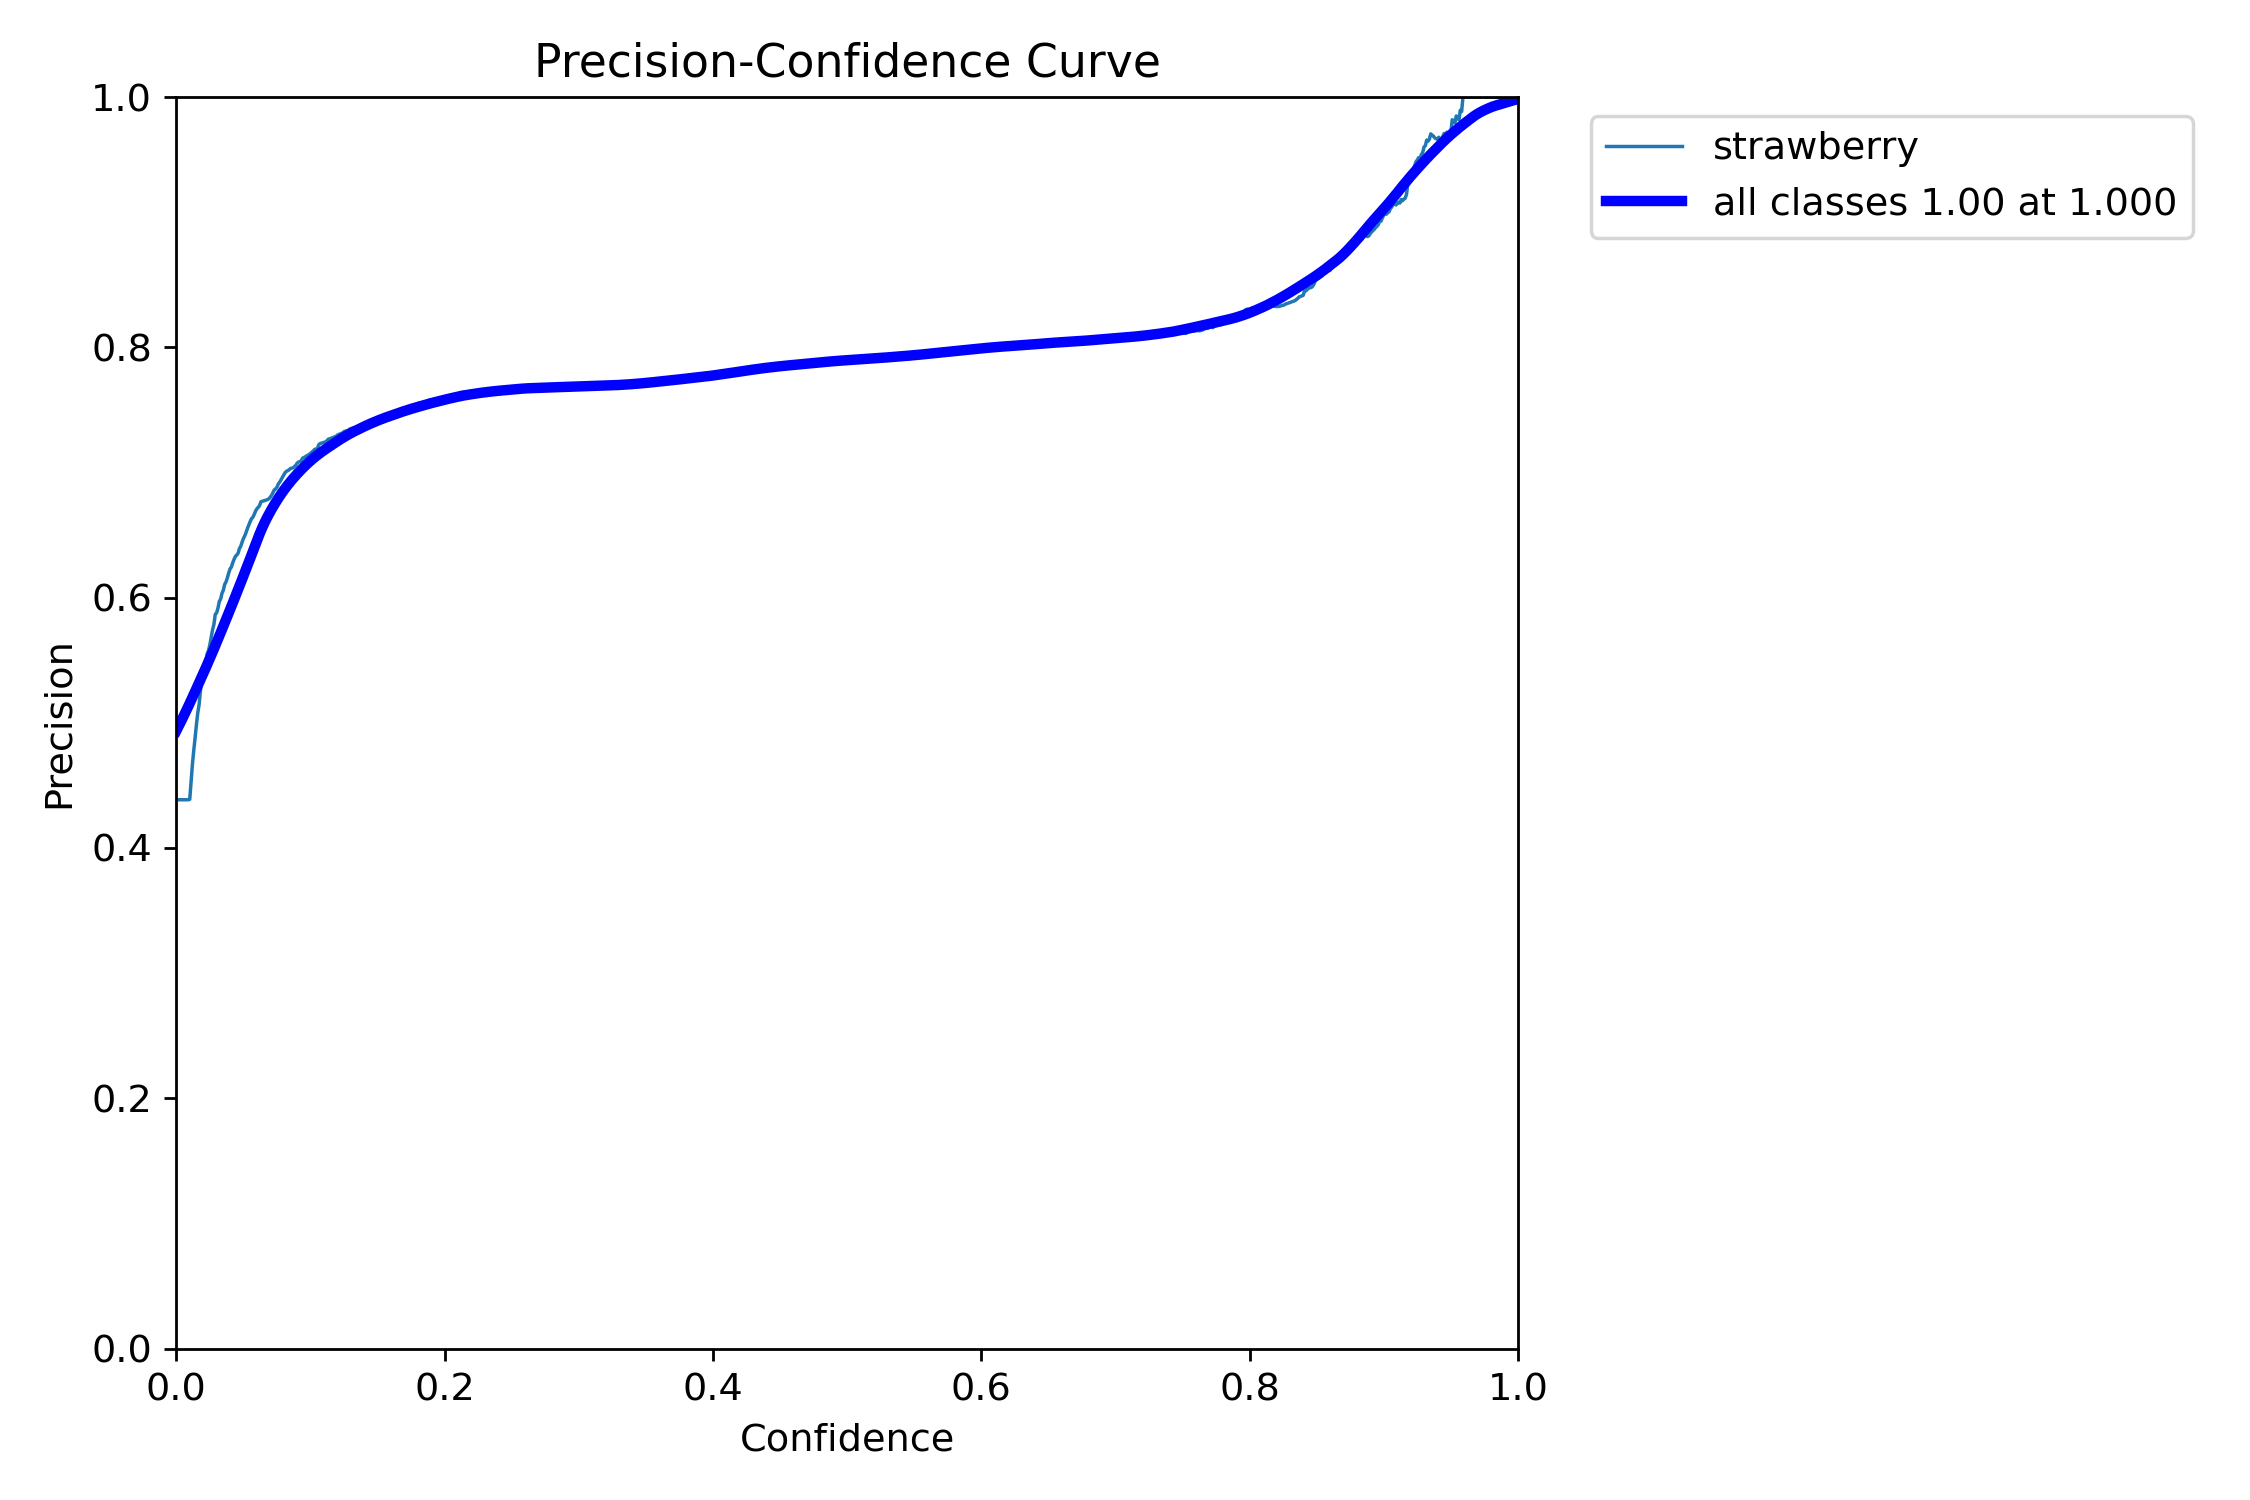 Precision-Confidence Curve
1.0
0.8
0.6
0.4
0.2
0.0
Precision
0.0 0.2 0.4 0.6 0.8 1.0
Confidence
strawberry
all classes 1.00 at 1.000